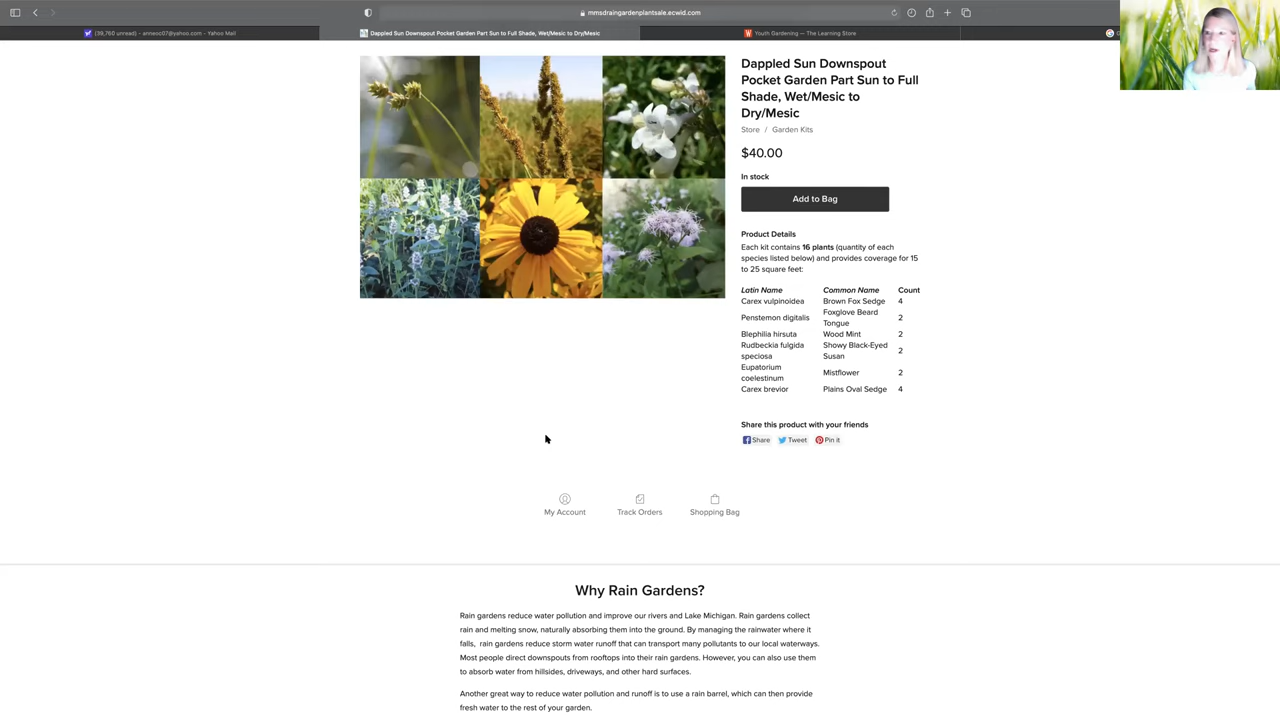 mmsdraingardenplantsale.ecwid.com
(39,760 unread) - anneoc07@yahoo.com - Yahoo Mail
Dappled Sun Downspout Pocket Garden Part Sun to Full Shade, Wet/Mesic to Dry/Mesic
Youth Gardening — The Learning Store
Dappled Sun Downspout
Pocket Garden Part Sun to Full
Shade, Wet/Mesic to
Dry/Mesic
Store / Garden Kits
$40.00
In stock
Add to Bag
Product Details
Each kit contains 16 plants (quantity of each
species listed below) and provides coverage for 15
to 25 square feet:
Latin Name Common Name Count
Carex vulpinoidea Brown Fox Sedge 4
Penstemon digitalis Foxglove Beard Tongue 2
Blephilia hirsuta Wood Mint 2
Rudbeckia fulgida speciosa Showy Black-Eyed Susan 2
Eupatorium coelestinum Mistflower 2
Carex brevior Plains Oval Sedge 4
Share this product with your friends
Share Tweet Pin it
My Account Track Orders Shopping Bag
Why Rain Gardens?
Rain gardens reduce water pollution and improve our rivers and Lake Michigan. Rain gardens collect
rain and melting snow, naturally absorbing them into the ground. By managing the rainwater where it
falls, rain gardens reduce storm water runoff that can transport many pollutants to our local waterways.
Most people direct downspouts from rooftops into their rain gardens. However, you can also use them
to absorb water from hillsides, driveways, and other hard surfaces.
Another great way to reduce water pollution and runoff is to use a rain barrel, which can then provide
fresh water to the rest of your garden.